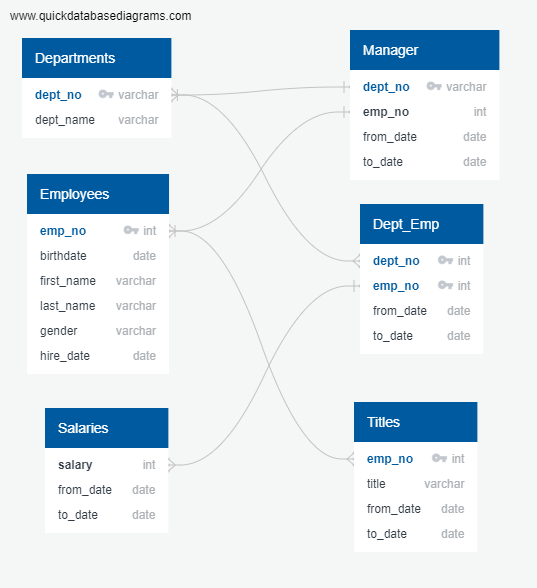 www.quickdatabasediagrams.com
Departments
dept_no varchar
dept_name varchar
Manager
dept_no varchar
emp_no int
from_date date
to_date date
Employees
emp_no int
birthdate date
first_name varchar
last_name varchar
gender varchar
hire_date date
Dept_Emp
dept_no int
emp_no int
from_date date
to_date date
Salaries
salary int
from_date date
to_date date
Titles
emp_no int
title varchar
from_date date
to_date date